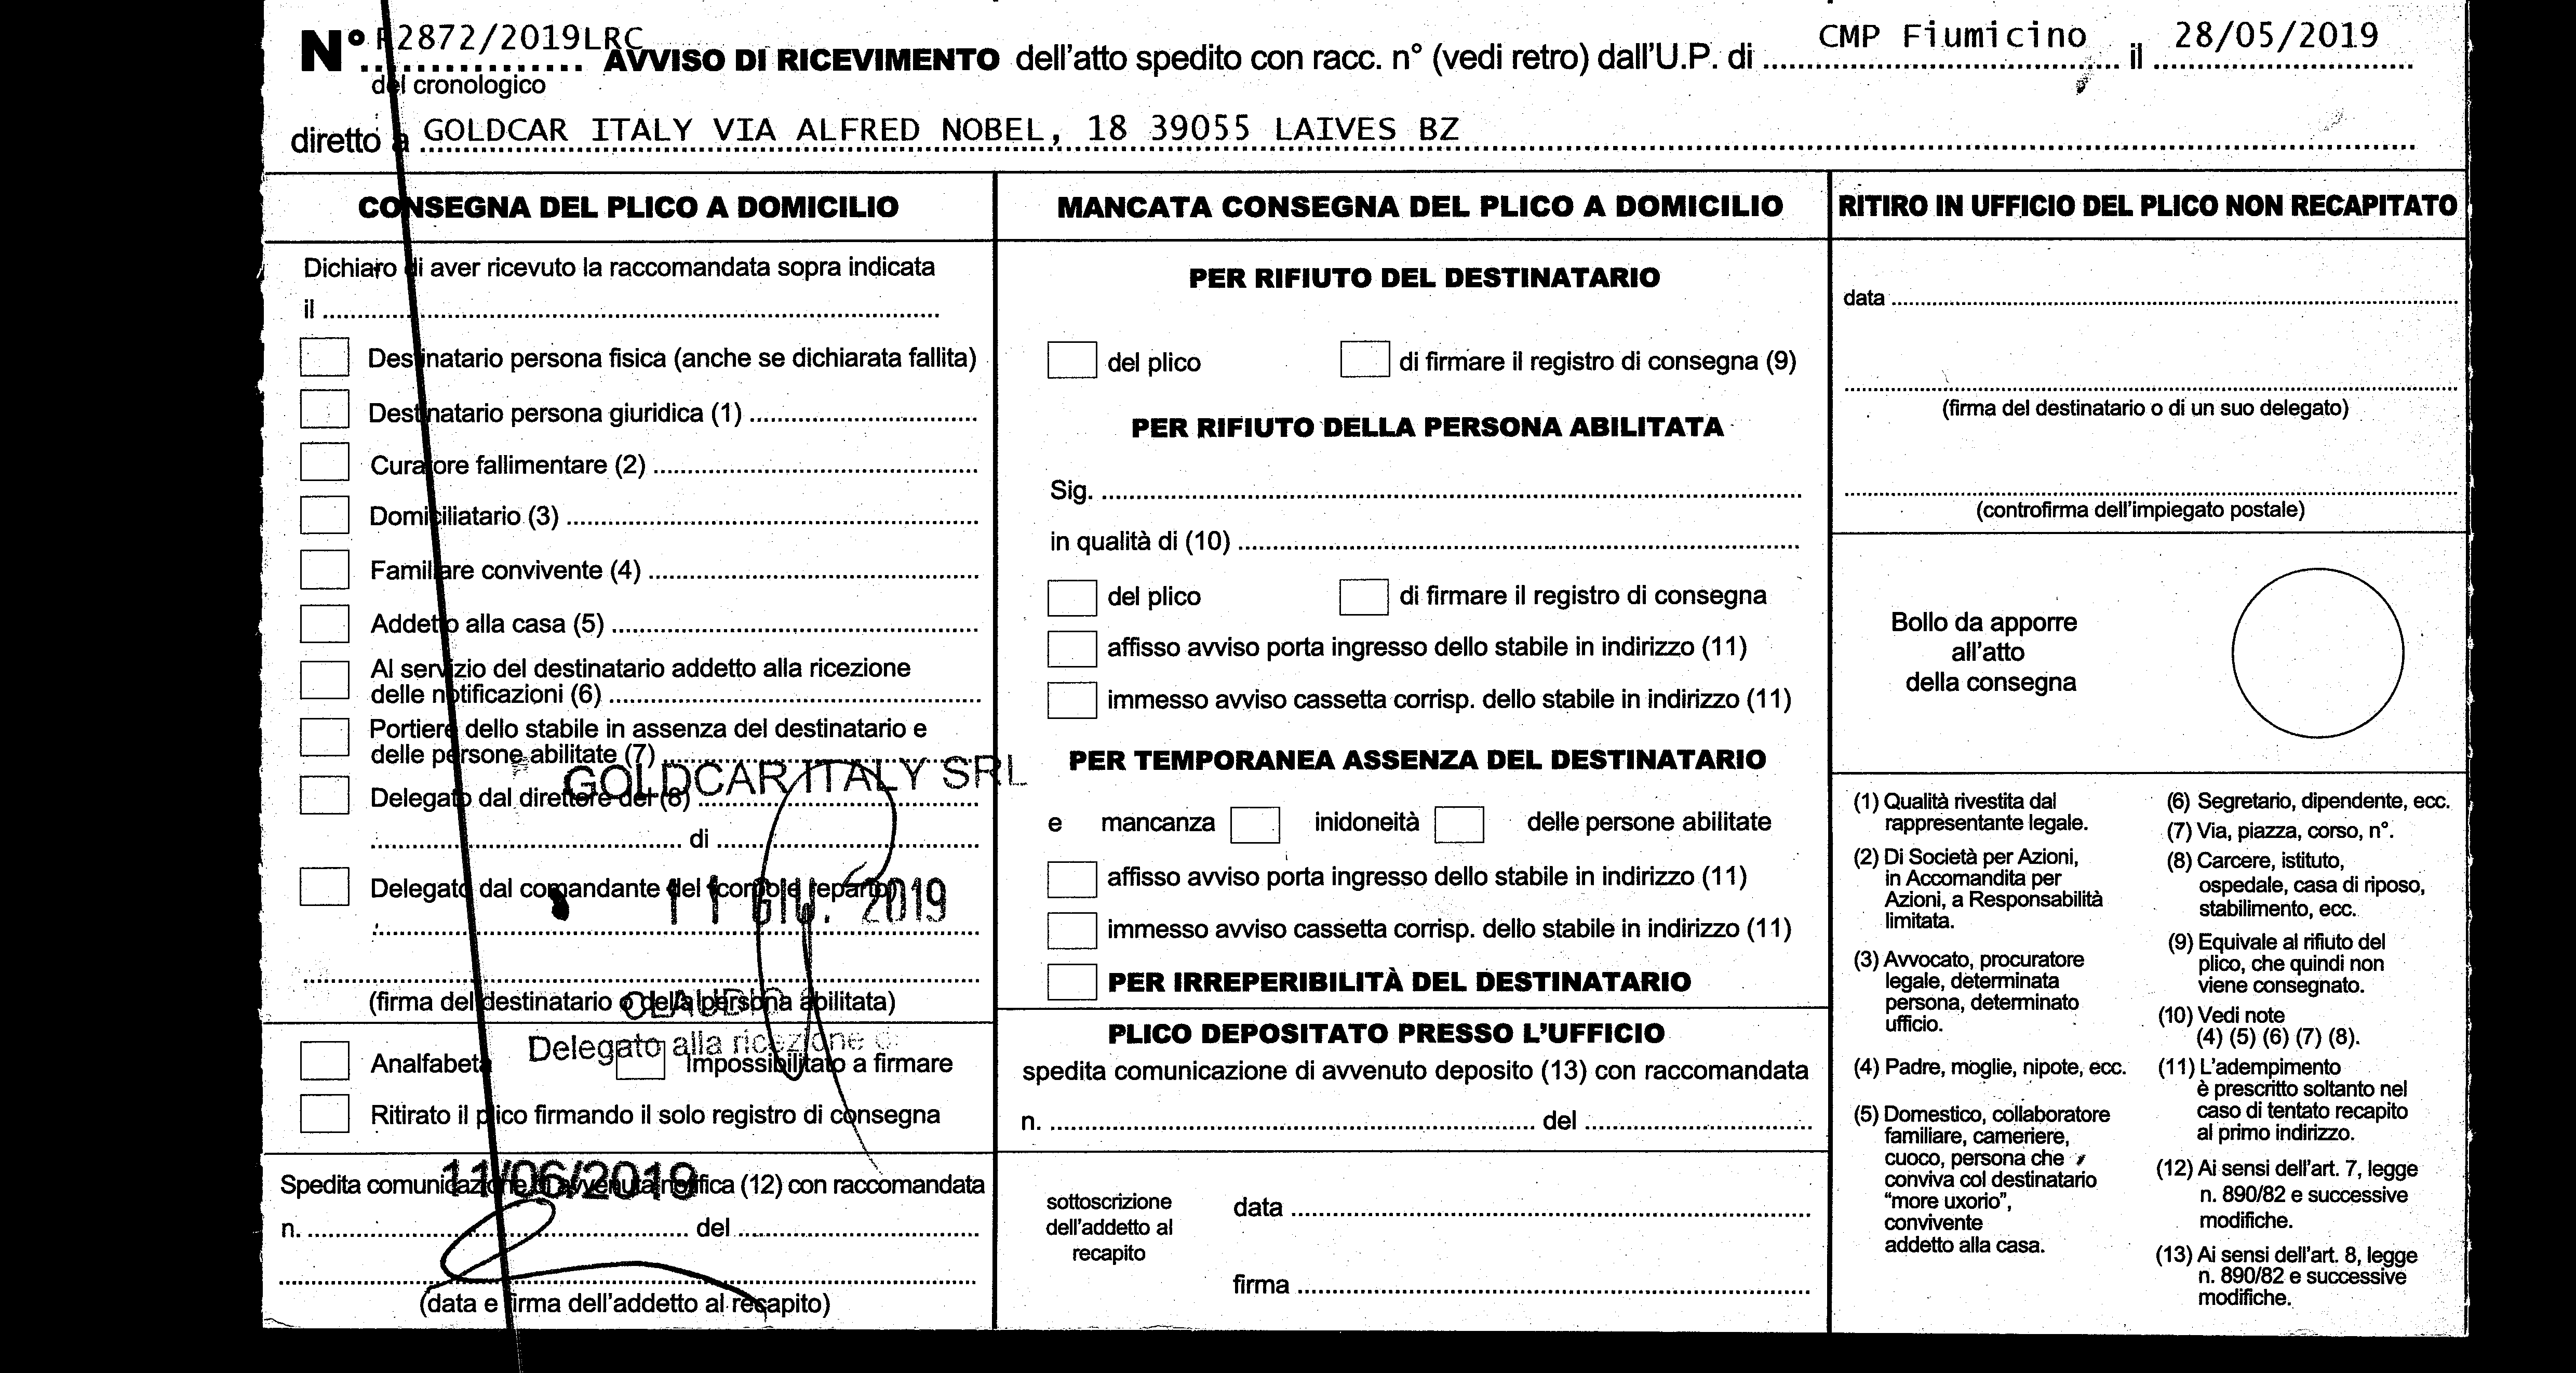 N° R2872/2019LRC AVVISO DI RICEVIMENTO dell'atto spedito con racc. n° (vedi retro) dall'U.P. di CMP Fiumicino il 28/05/2019
del cronologico
diretto a GOLDCAR ITALY VIA ALFRED NOBEL, 18 39055 LAIVES BZ
CONSEGNA DEL PLICO A DOMICILIO
Dichiaro di aver ricevuto la raccomandata sopra indicata
il
Destinatario persona fisica (anche se dichiarata fallita)
Destinatario persona giuridica (1)
Curatore fallimentare (2)
Domiciliatario (3)
Familiare convivente (4)
Addetto alla casa (5)
Al servizio del destinatario addetto alla ricezione
delle notificazioni (6)
Portiere dello stabile in assenza del destinatario e
delle persone abilitate (7)
GOLDCAR ITALY SRL
Delegato dal direttore del (8)
di
Delegato dal comandante del (corpo e reparto)
11 GIU. 2019
(firma del destinatario o della persona abilitata)
CLAUDIO
Delegato alla ricezione di
Analfabeta Impossibilitato a firmare
Ritirato il plico firmando il solo registro di consegna
11/06/2019
Spedita comunicazione di avvenuta notifica (12) con raccomandata
n. del
(data e firma dell'addetto al recapito)
MANCATA CONSEGNA DEL PLICO A DOMICILIO
PER RIFIUTO DEL DESTINATARIO
del plico di firmare il registro di consegna (9)
PER RIFIUTO DELLA PERSONA ABILITATA
Sig.
in qualità di (10)
del plico di firmare il registro di consegna
affisso avviso porta ingresso dello stabile in indirizzo (11)
immesso avviso cassetta corrisp. dello stabile in indirizzo (11)
PER TEMPORANEA ASSENZA DEL DESTINATARIO
e mancanza inidoneità delle persone abilitate
affisso avviso porta ingresso dello stabile in indirizzo (11)
immesso avviso cassetta corrisp. dello stabile in indirizzo (11)
PER IRREPERIBILITÀ DEL DESTINATARIO
PLICO DEPOSITATO PRESSO L'UFFICIO
spedita comunicazione di avvenuto deposito (13) con raccomandata
n. del
sottoscrizione
dell'addetto al
recapito
data
firma
RITIRO IN UFFICIO DEL PLICO NON RECAPITATO
data
(firma del destinatario o di un suo delegato)
(controfirma dell'impiegato postale)
Bollo da apporre
all'atto
della consegna
(1) Qualità rivestita dal
rappresentante legale.
(2) Di Società per Azioni,
in Accomandita per
Azioni, a Responsabilità
limitata.
(3) Avvocato, procuratore
legale, determinata
persona, determinato
ufficio.
(4) Padre, moglie, nipote, ecc.
(5) Domestico, collaboratore
familiare, cameriere,
cuoco, persona che
conviva col destinatario
"more uxorio",
convivente
addetto alla casa.
(6) Segretario, dipendente, ecc.
(7) Via, piazza, corso, n°.
(8) Carcere, istituto,
ospedale, casa di riposo,
stabilimento, ecc.
(9) Equivale al rifiuto del
plico, che quindi non
viene consegnato.
(10) Vedi note
(4) (5) (6) (7) (8).
(11) L'adempimento
è prescritto soltanto nel
caso di tentato recapito
al primo indirizzo.
(12) Ai sensi dell'art. 7, legge
n. 890/82 e successive
modifiche.
(13) Ai sensi dell'art. 8, legge
n. 890/82 e successive
modifiche.